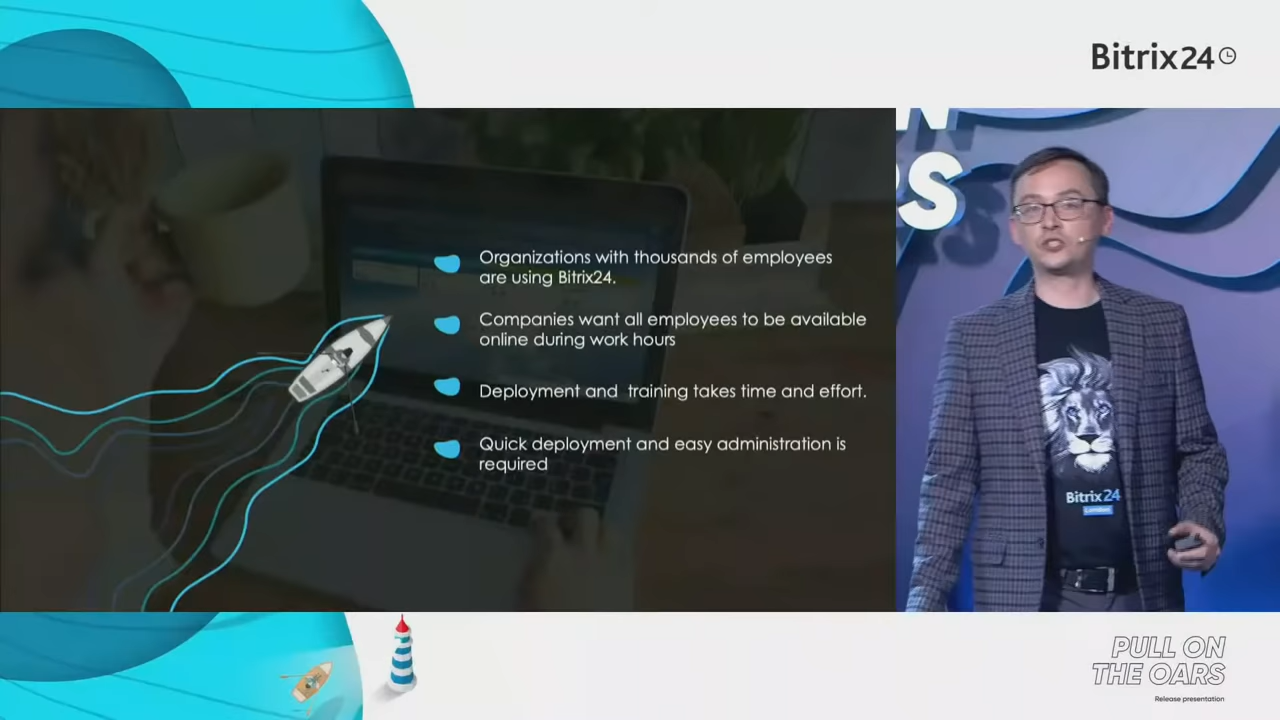 Bitrix24
Organizations with thousands of employees
are using Bitrix24.
Companies want all employees to be available
online during work hours
Deployment and  training takes time and effort.
Quick deployment and easy administration is
required
RS
Bitrix24
London
PULL ON
THE OARS
Release presentation